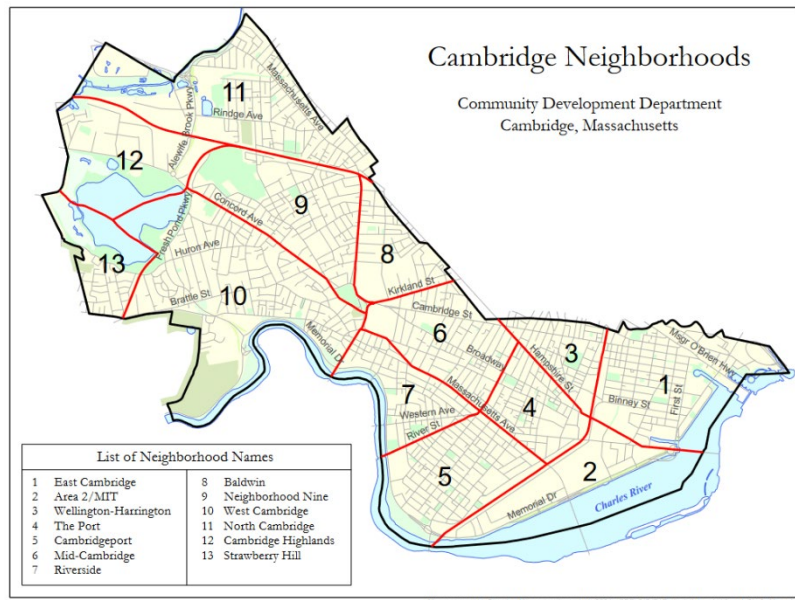 Cambridge Neighborhoods
Community Development Department
Cambridge, Massachusetts
11
Massachusetts Ave
Rindge Ave
Alewife Brook Pkwy
12
9
Concord Ave
Fresh Pond Pkwy
8
Huron Ave
13
Kirkland St
10
Brattle St
Cambridge St
Memorial Dr
6
Broadway
Hampshire St
3
Msgr O'Brien Hwy
1
First St
Binney St
7
Massachusetts Ave
4
Western Ave
River St
5
2
Memorial Dr
Charles River
List of Neighborhood Names
1 East Cambridge
2 Area 2/MIT
3 Wellington-Harrington
4 The Port
5 Cambridgeport
6 Mid-Cambridge
7 Riverside
8 Baldwin
9 Neighborhood Nine
10 West Cambridge
11 North Cambridge
12 Cambridge Highlands
13 Strawberry Hill